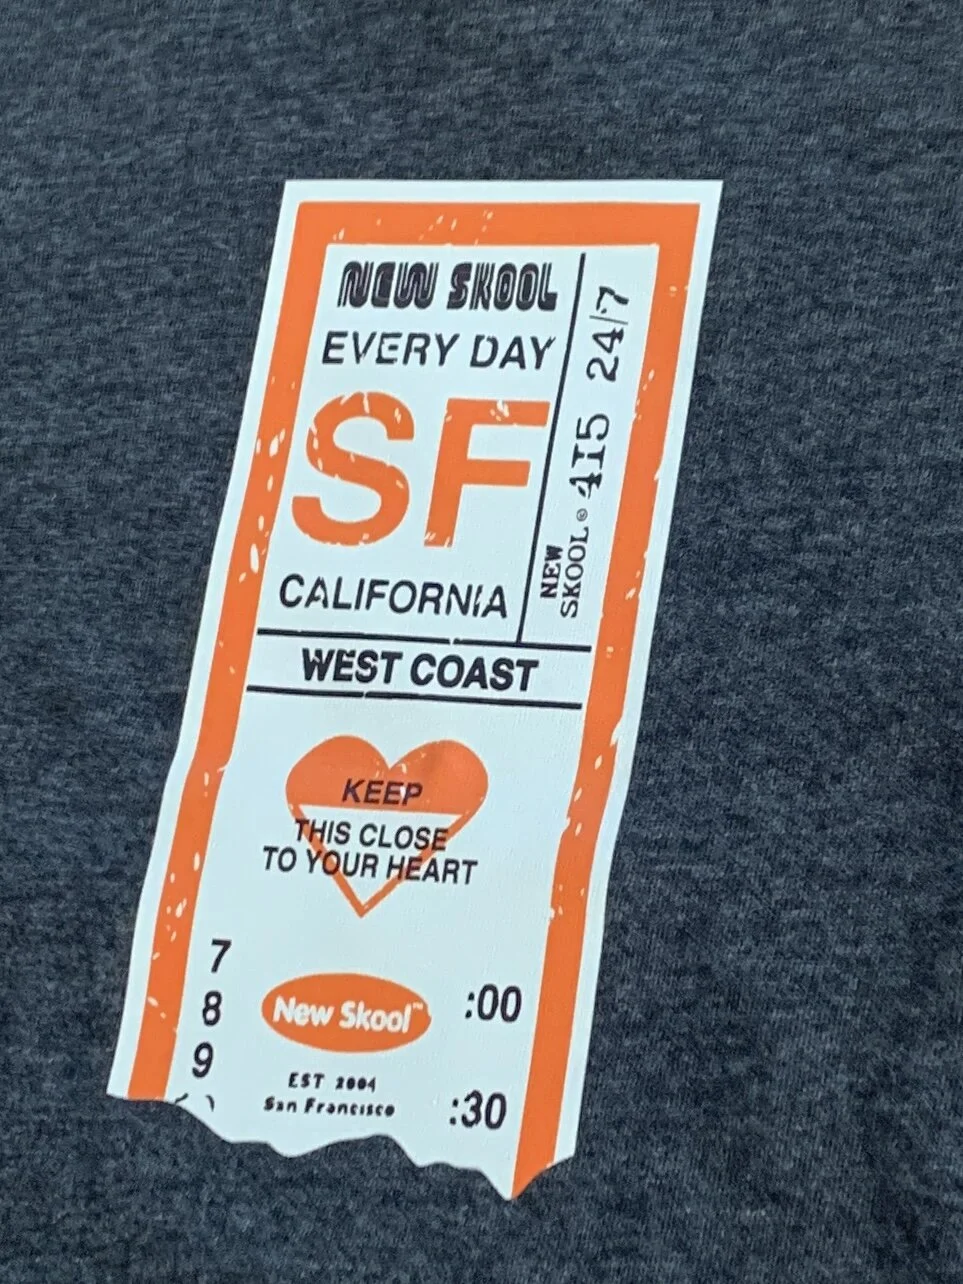 NEW SKOOL
EVERY DAY
SF
CALIFORNIA
NEW
SKOOL © 415 24/7
WEST COAST
KEEP
THIS CLOSE
TO YOUR HEART
7
8
9
New Skool™
:00
:30
EST 2004
San Francisco